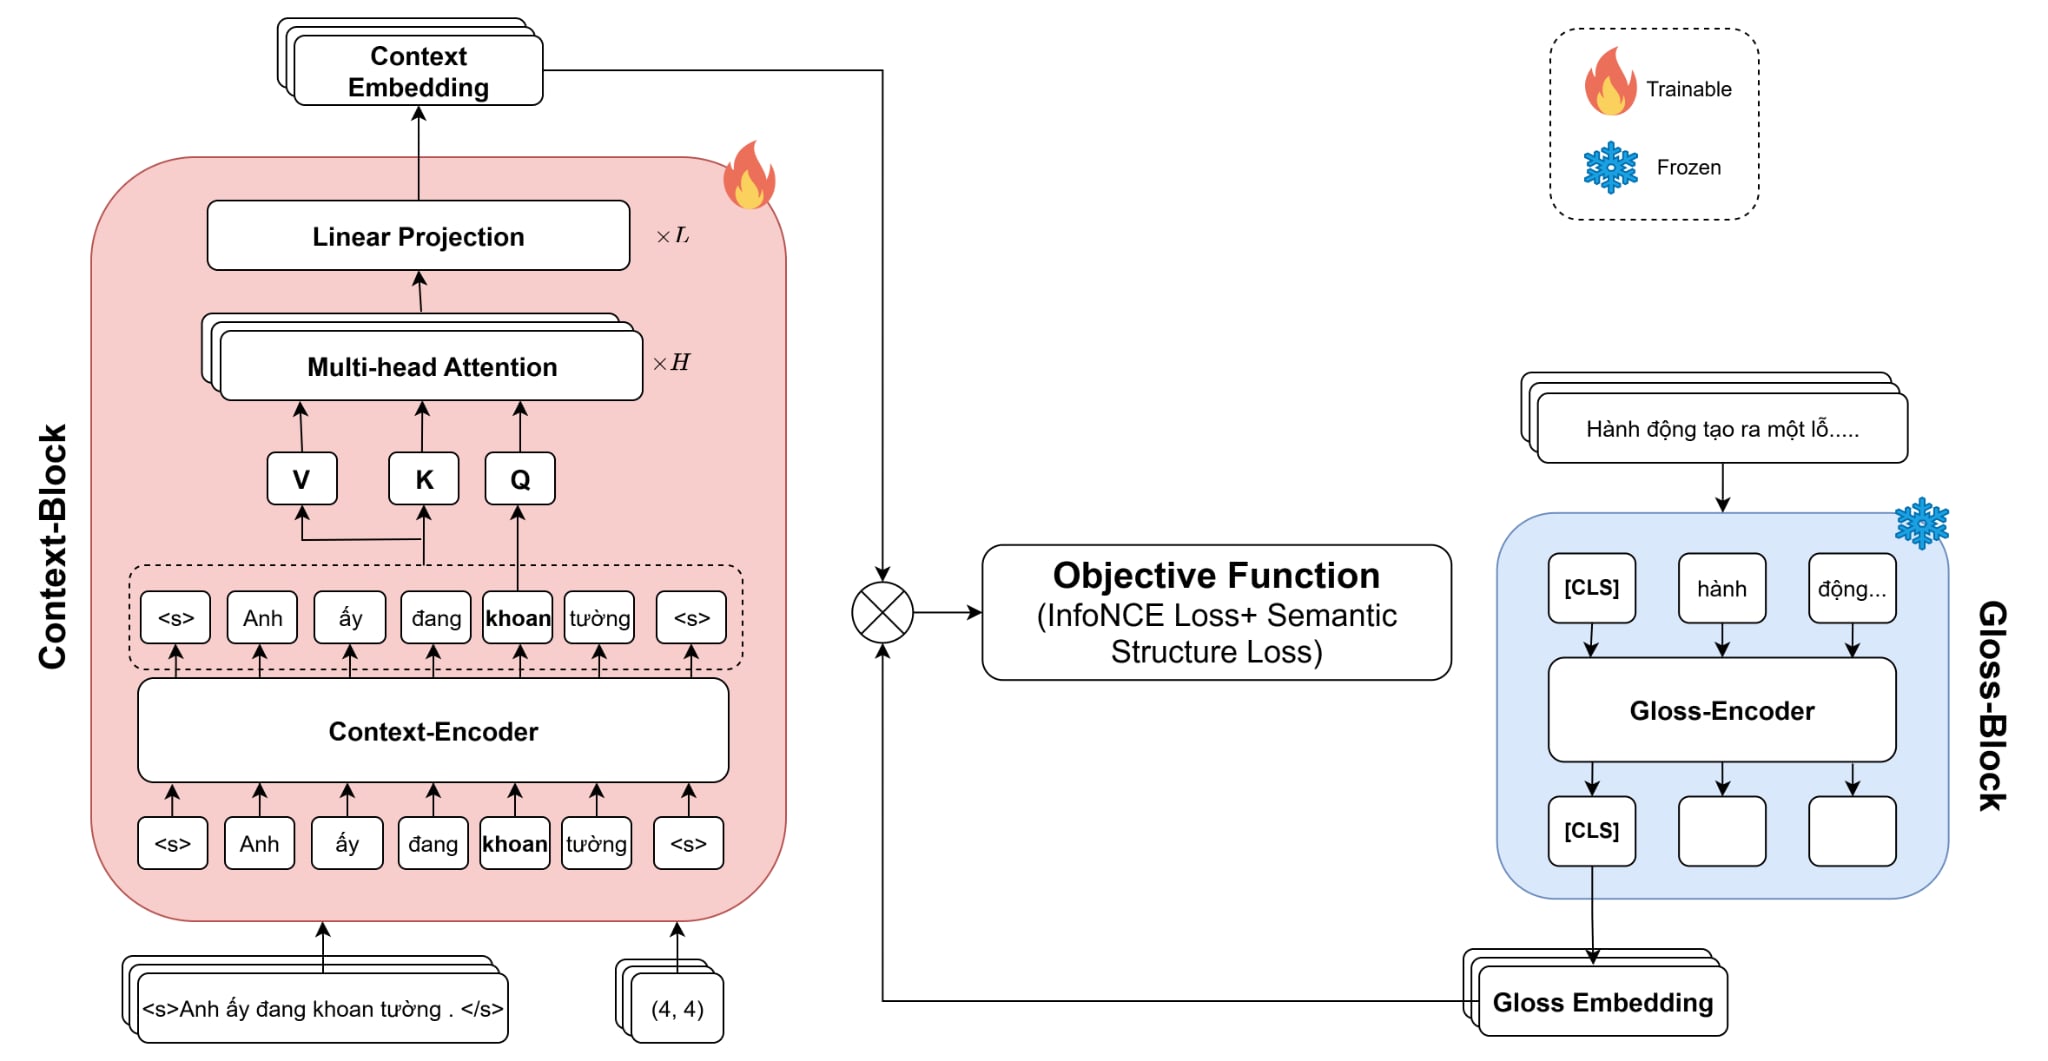 Context
Embedding
Trainable
Frozen
Linear Projection
×L
Multi-head Attention
×H
V
K
Q
Context-Block
<s>
Anh
ấy
đang
khoan
tường
<s>
Context-Encoder
<s>
Anh
ấy
đang
khoan
tường
<s>
<s>Anh ấy đang khoan tường . </s>
(4, 4)
Objective Function
(InfoNCE Loss+ Semantic
Structure Loss)
Hành động tạo ra một lỗ.....
[CLS]
hành
động...
Gloss-Encoder
[CLS]
Gloss-Block
Gloss Embedding